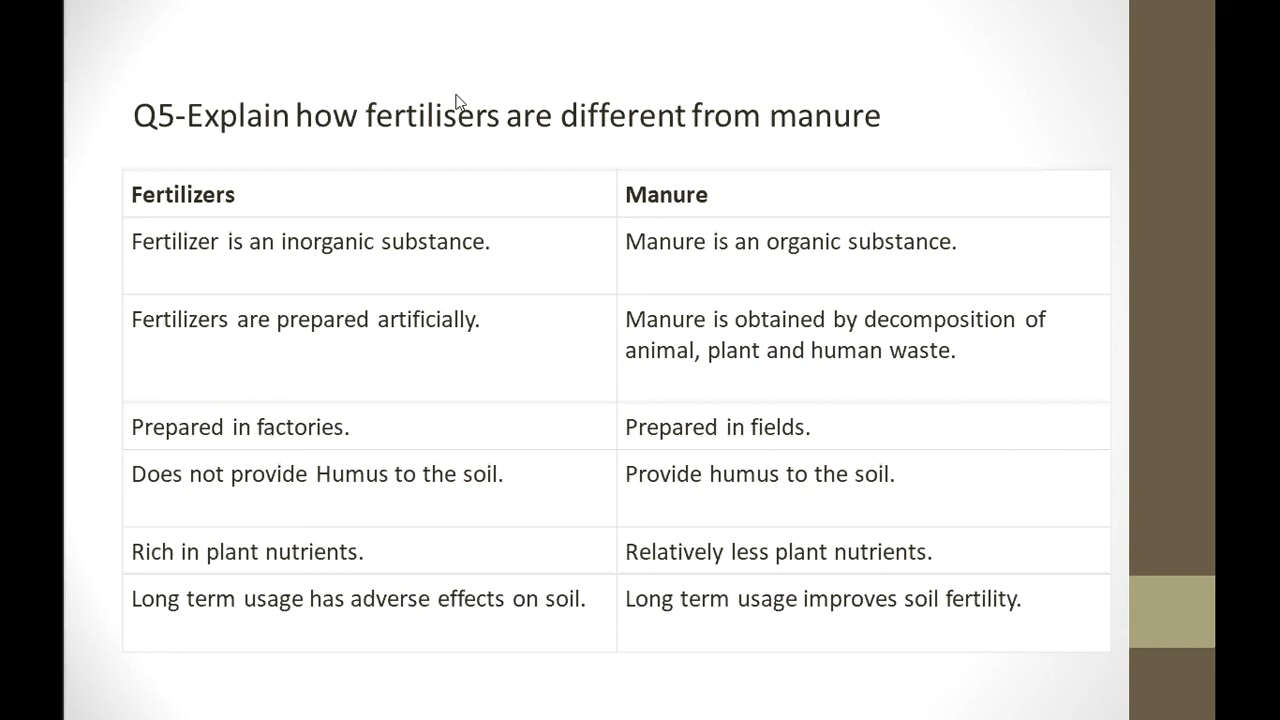 Q5-Explain how fertilisers are different from manure
Fertilizers
Manure
Fertilizer is an inorganic substance.
Manure is an organic substance.
Fertilizers are prepared artificially.
Manure is obtained by decomposition of
animal, plant and human waste.
Prepared in factories.
Prepared in fields.
Does not provide Humus to the soil.
Provide humus to the soil.
Rich in plant nutrients.
Relatively less plant nutrients.
Long term usage has adverse effects on soil.
Long term usage improves soil fertility.